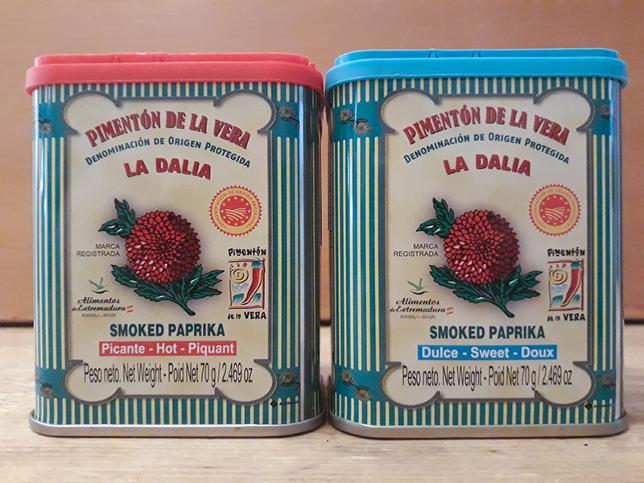 PIMENTÓN DE LA VERA
DENOMINACIÓN DE ORIGEN PROTEGIDA
LA DALIA
MARCA
REGISTRADA
PIMENTÓN
de la VERA
Alimentos
de Extremadura
SMOKED PAPRIKA
Picante - Hot - Piquant
Peso neto. Net Weight - Poid Net 70 g / 2.469 oz
PIMENTÓN DE LA VERA
DENOMINACIÓN DE ORIGEN PROTEGIDA
LA DALIA
MARCA
REGISTRADA
PIMENTÓN
de la VERA
Alimentos
de Extremadura
SMOKED PAPRIKA
Dulce - Sweet - Doux
Peso neto. Net Weight - Poid Net 70 g / 2.469 oz